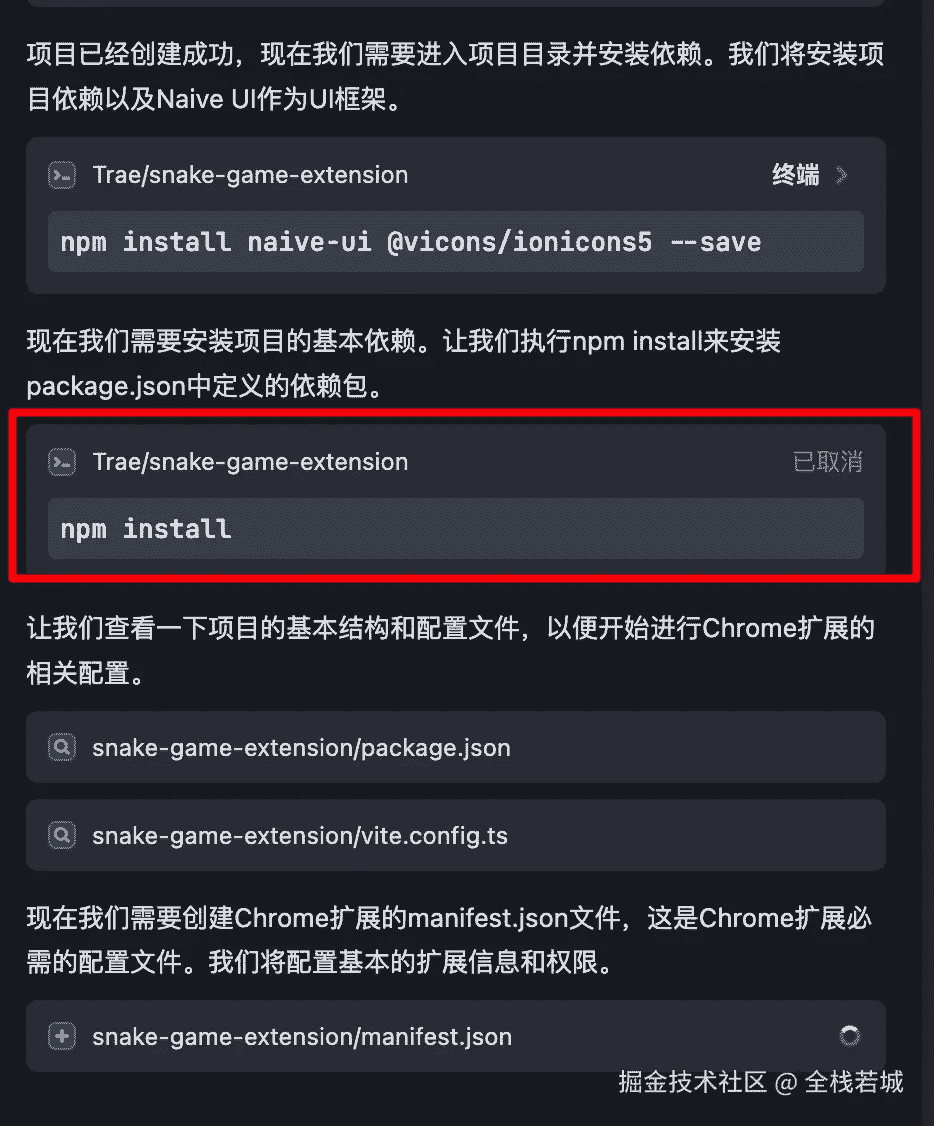 项目已经创建成功，现在我们需要进入项目目录并安装依赖。我们将安装项
目依赖以及Naive UI作为UI框架。
Trae/snake-game-extension 终端
npm install naive-ui @vicons/ionicons5 --save
现在我们需要安装项目的基本依赖。让我们执行npm install来安装
package.json中定义的依赖包。
Trae/snake-game-extension 已取消
npm install
让我们查看一下项目的基本结构和配置文件，以便开始进行Chrome扩展的
相关配置。
snake-game-extension/package.json
snake-game-extension/vite.config.ts
现在我们需要创建Chrome扩展的manifest.json文件，这是Chrome扩展必
需的配置文件。我们将配置基本的扩展信息和权限。
snake-game-extension/manifest.json
掘金技术社区 @ 全栈若城